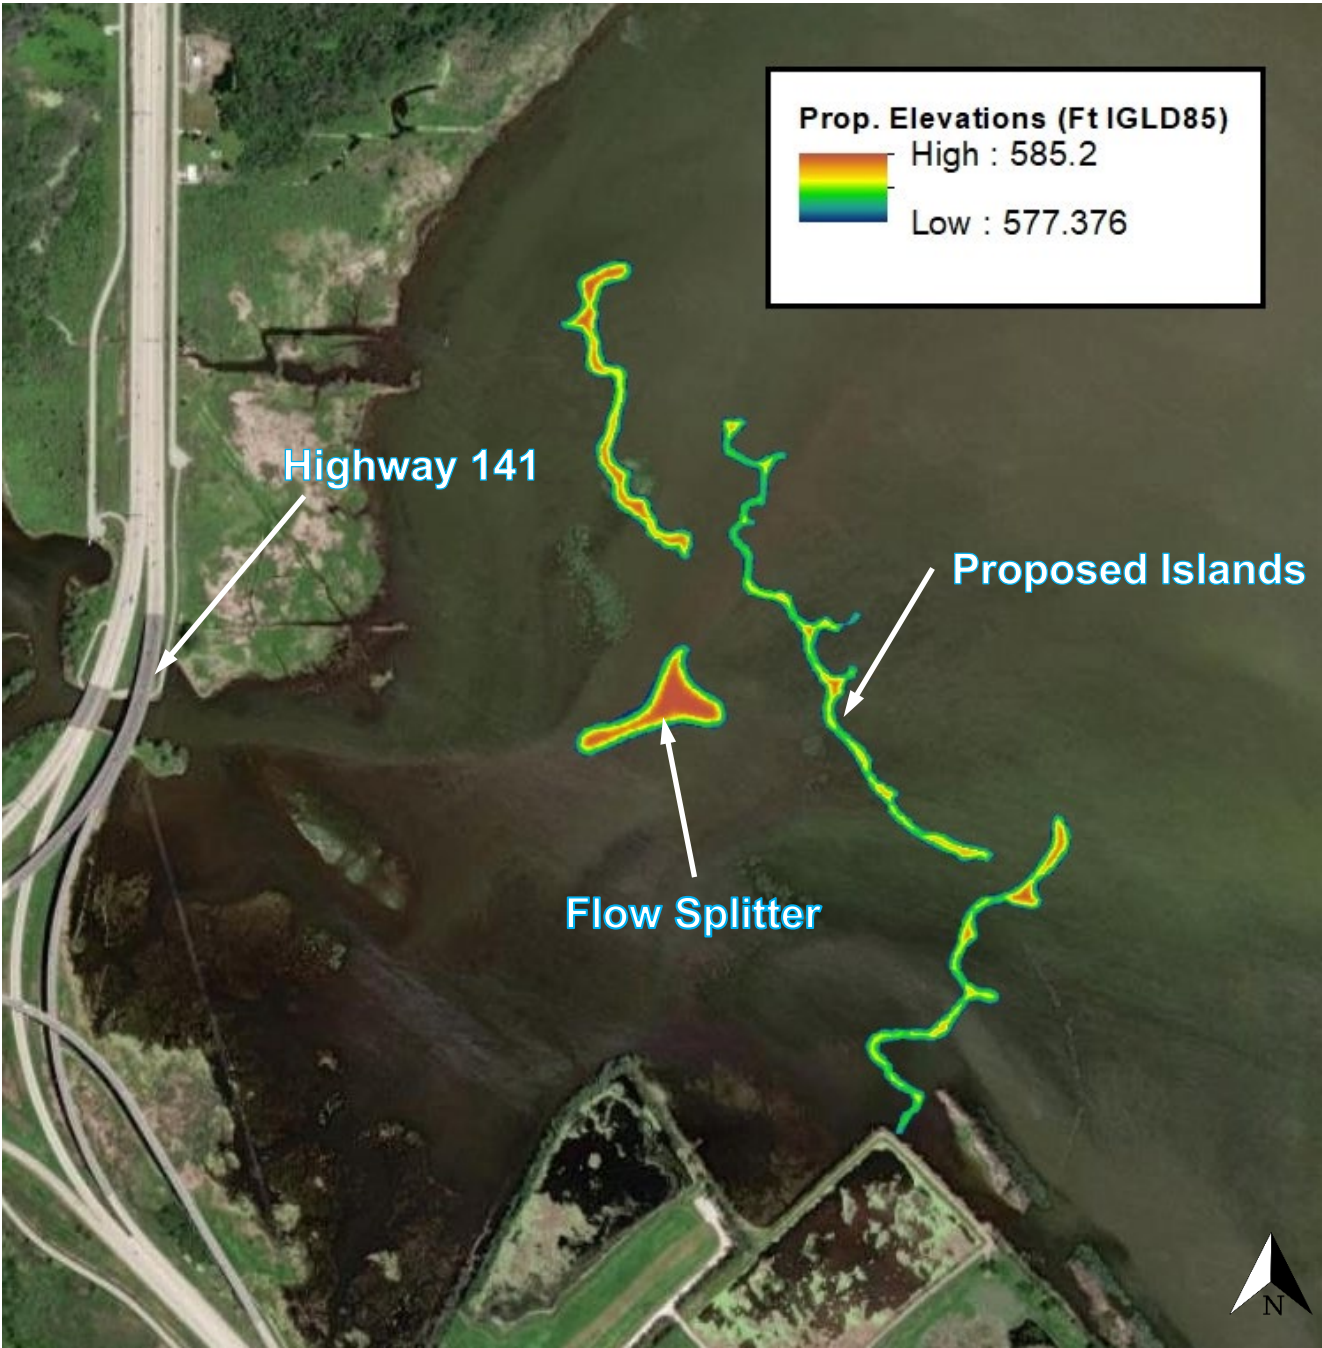 Prop. Elevations (Ft IGLD85)
High : 585.2
Low : 577.376
Highway 141
Proposed Islands
Flow Splitter
N